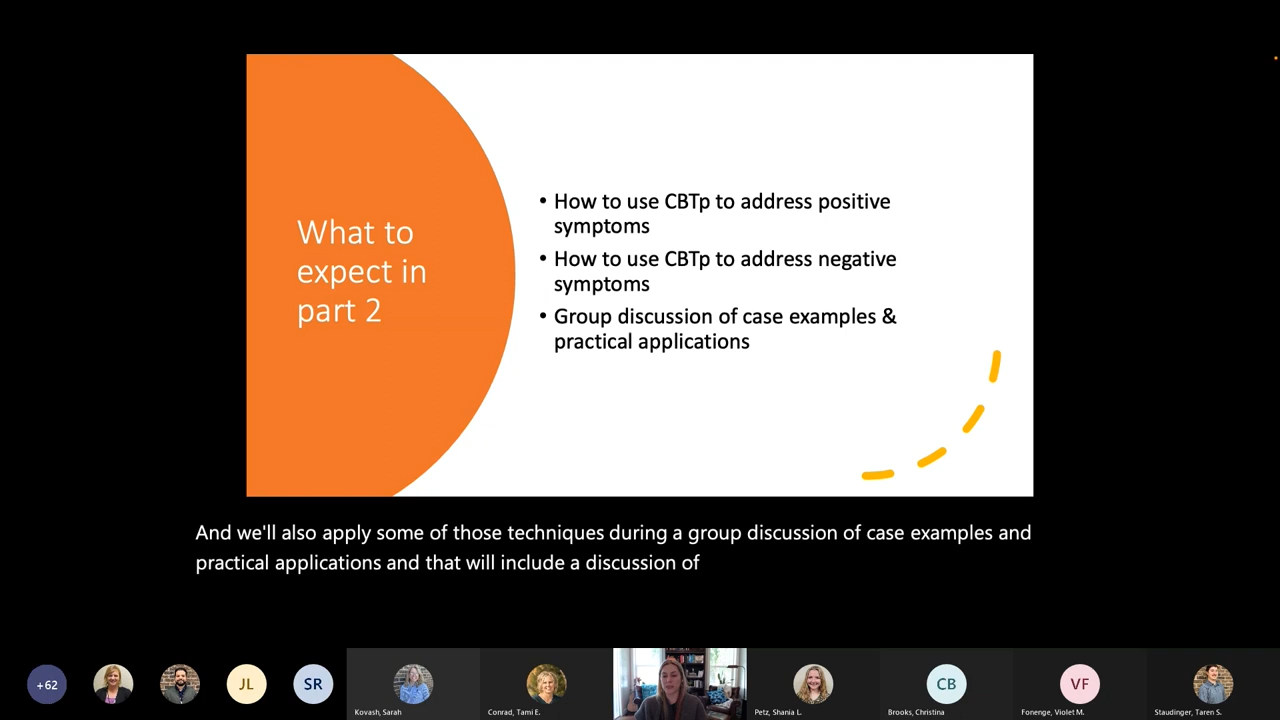 What to
expect in
part 2
• How to use CBTp to address positive
symptoms
• How to use CBTp to address negative
symptoms
• Group discussion of case examples &
practical applications
And we'll also apply some of those techniques during a group discussion of case examples and
practical applications and that will include a discussion of
+62
JL
SR
Kovash, Sarah
Conrad, Tami E.
Petz, Shania L.
CB
Brooks, Christina
VF
Fonenge, Violet M.
Staudinger, Taren S.